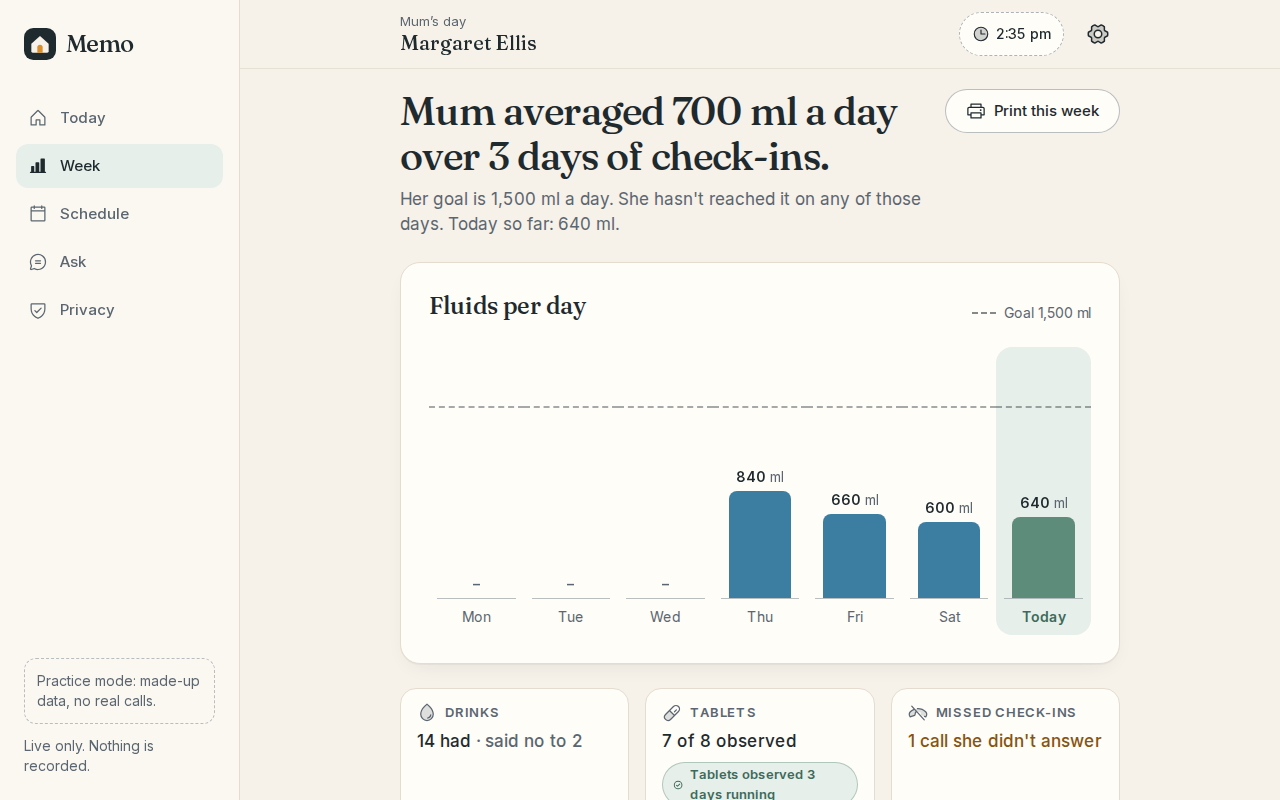 Memo
Today
Week
Schedule
Ask
Privacy
Practice mode: made-up
data, no real calls.
Live only. Nothing is
recorded.
Mum's day
Margaret Ellis
2:35 pm
Mum averaged 700 ml a day
over 3 days of check-ins.
Print this week
Her goal is 1,500 ml a day. She hasn't reached it on any of those
days. Today so far: 640 ml.
Fluids per day
Goal 1,500 ml
840 ml
660 ml
600 ml
640 ml
–
–
–
Mon
Tue
Wed
Thu
Fri
Sat
Today
DRINKS
14 had · said no to 2
TABLETS
7 of 8 observed
Tablets observed 3
days running
MISSED CHECK-INS
1 call she didn't answer